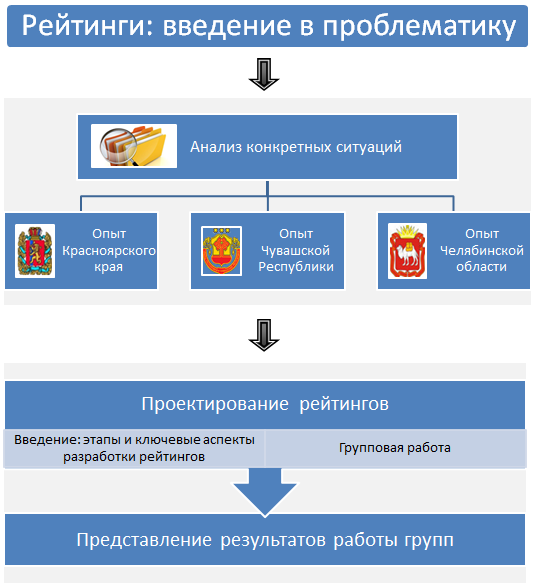 Рейтинги: введение в проблематику
Анализ конкретных ситуаций
Опыт
Красноярского
края
Опыт
Чувашской
Республики
Опыт
Челябинской
области
Проектирование рейтингов
Введение: этапы и ключевые аспекты
разработки рейтингов
Групповая работа
Представление результатов работы групп